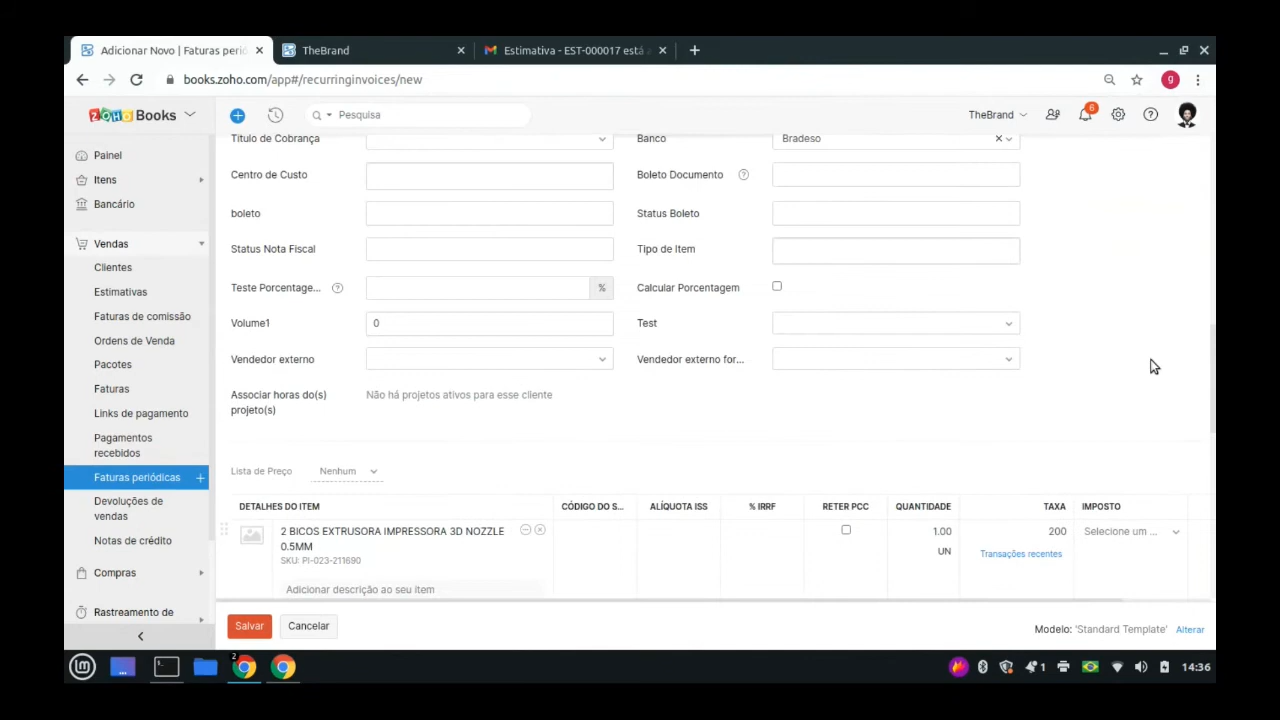 Adicionar Novo | Faturas perió
TheBrand
Estimativa - EST-000017 está a
books.zoho.com/app#/recurringinvoices/new
g
ZOHO Books
Pesquisa
TheBrand
6
Painel
Itens
Bancário
Vendas
Clientes
Estimativas
Faturas de comissão
Ordens de Venda
Pacotes
Faturas
Links de pagamento
Pagamentos
recebidos
Faturas periódicas
Devoluções de
vendas
Notas de crédito
Compras
Rastreamento de
Título de Cobrança
Banco
Bradeso
Centro de Custo
Boleto Documento
boleto
Status Boleto
Status Nota Fiscal
Tipo de Item
Teste Porcentage...
%
Calcular Porcentagem
Volume1
0
Test
Vendedor externo
Vendedor externo for...
Associar horas do(s)
projeto(s)
Não há projetos ativos para esse cliente
Lista de Preço
Nenhum
DETALHES DO ITEM
CÓDIGO DO S...
ALÍQUOTA ISS
% IRRF
RETER PCC
QUANTIDADE
TAXA
IMPOSTO
2 BICOS EXTRUSORA IMPRESSORA 3D NOZZLE
0.5MM
SKU: PI-023-211690
1.00
UN
200
Transações recentes
Selecione um ...
Adicionar descrição ao seu item
Salvar
Cancelar
Modelo: 'Standard Template'
Alterar
2
1
14:36